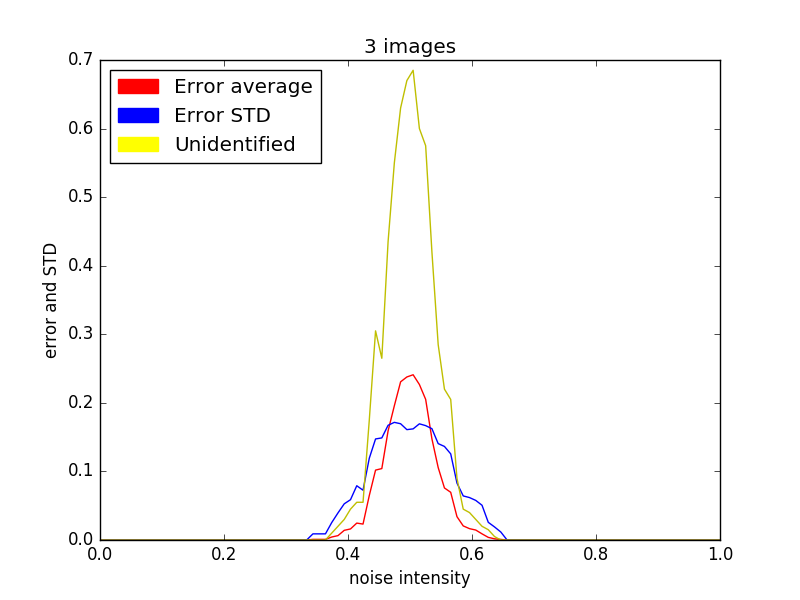 3 images
Error average
Error STD
Unidentified
error and STD
0.7
0.6
0.5
0.4
0.3
0.2
0.1
0.0
0.0 0.2 0.4 0.6 0.8 1.0
noise intensity